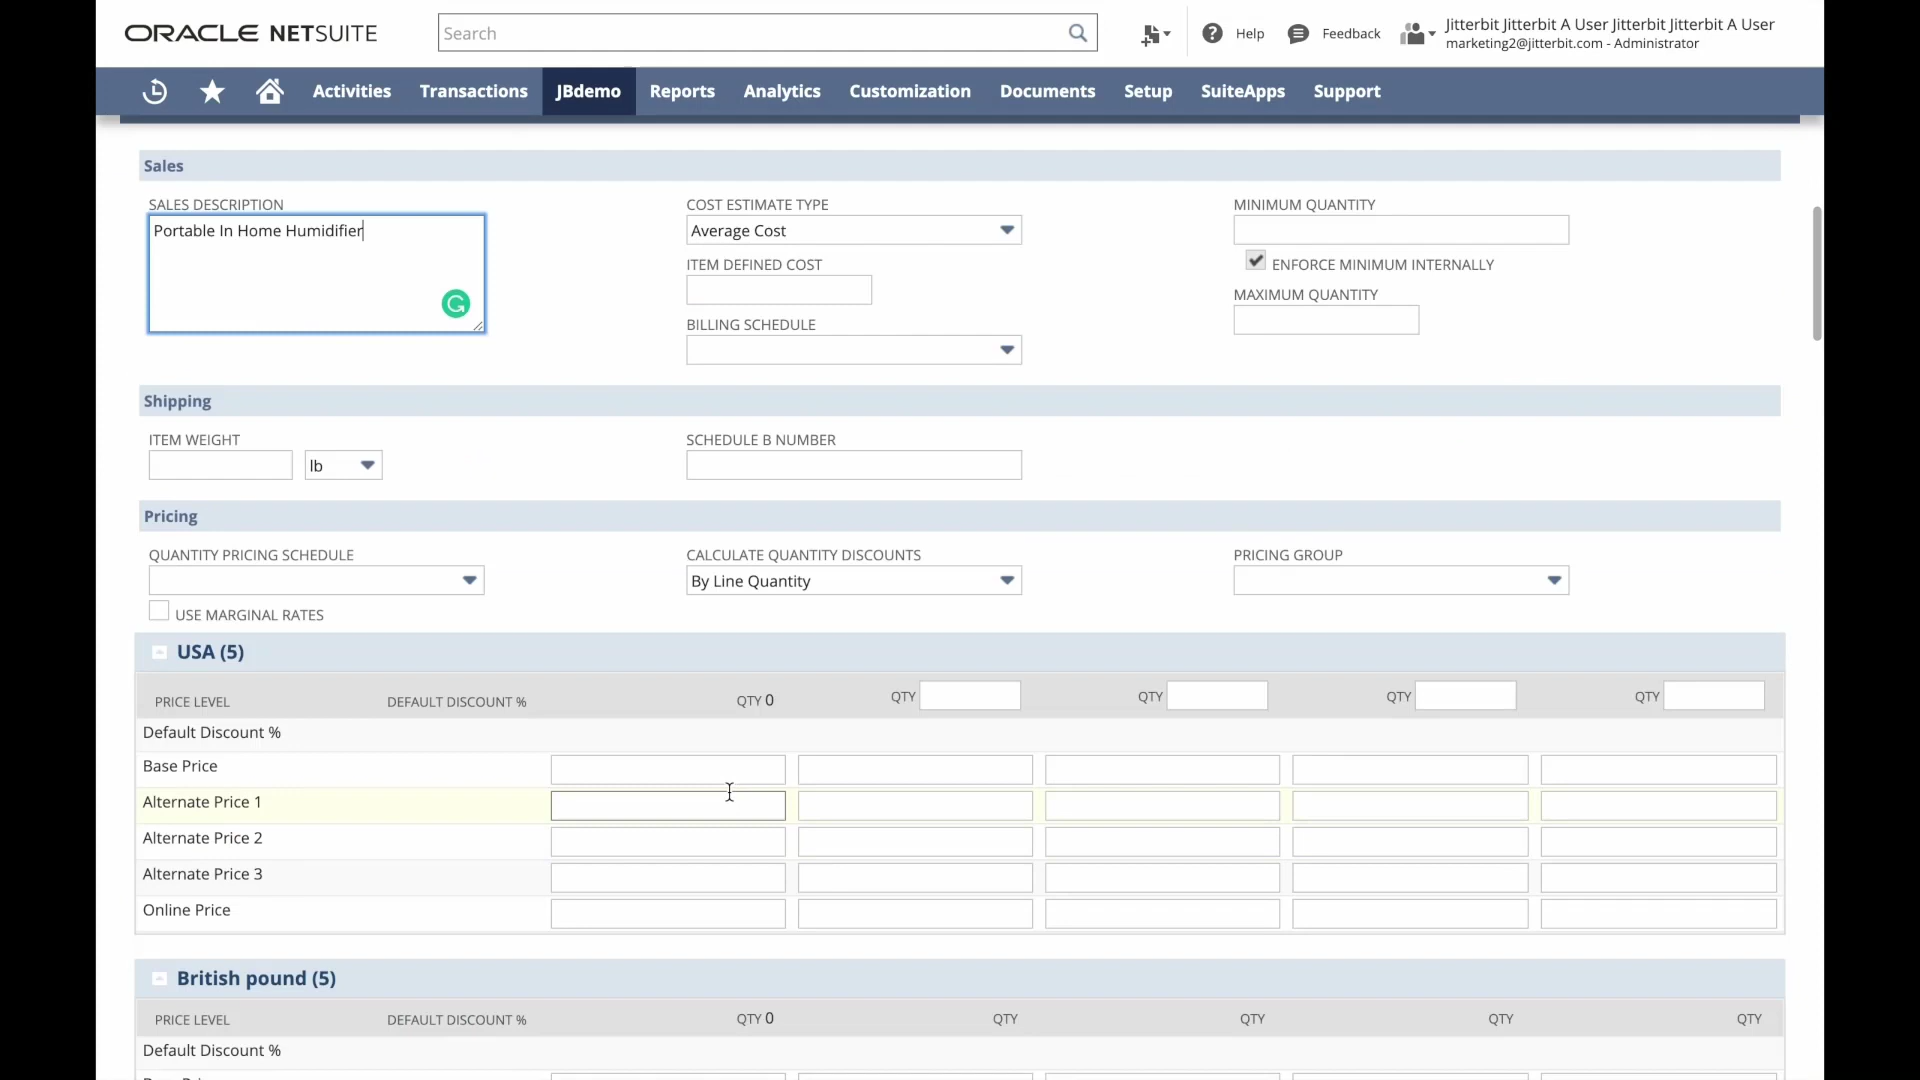 ORACLE NETSUITE
Search
Help
Feedback
Jitterbit Jitterbit A User Jitterbit Jitterbit A User
marketing2@jitterbit.com - Administrator
Activities
Transactions
JBdemo
Reports
Analytics
Customization
Documents
Setup
SuiteApps
Support
Sales
SALES DESCRIPTION
Portable In Home Humidifier
COST ESTIMATE TYPE
Average Cost
ITEM DEFINED COST
BILLING SCHEDULE
MINIMUM QUANTITY
ENFORCE MINIMUM INTERNALLY
MAXIMUM QUANTITY
Shipping
ITEM WEIGHT
lb
SCHEDULE B NUMBER
Pricing
QUANTITY PRICING SCHEDULE
USE MARGINAL RATES
CALCULATE QUANTITY DISCOUNTS
By Line Quantity
PRICING GROUP
USA (5)
PRICE LEVEL DEFAULT DISCOUNT % QTY 0 QTY QTY QTY QTY
Default Discount %
Base Price
Alternate Price 1
Alternate Price 2
Alternate Price 3
Online Price
British pound (5)
PRICE LEVEL DEFAULT DISCOUNT % QTY 0 QTY QTY QTY QTY
Default Discount %